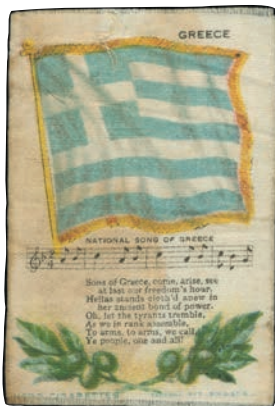 GREECE
NATIONAL SONG OF GREECE
Sons of Greece, come, arise, see
at last our freedom's hour,
Hellas stands cloth'd anew in
her ancient bond of power.
Oh, let the tyrants tremble,
As we in rank assemble,
To arms, to arms, we call,
Ye people, one and all!
CIGARETTES